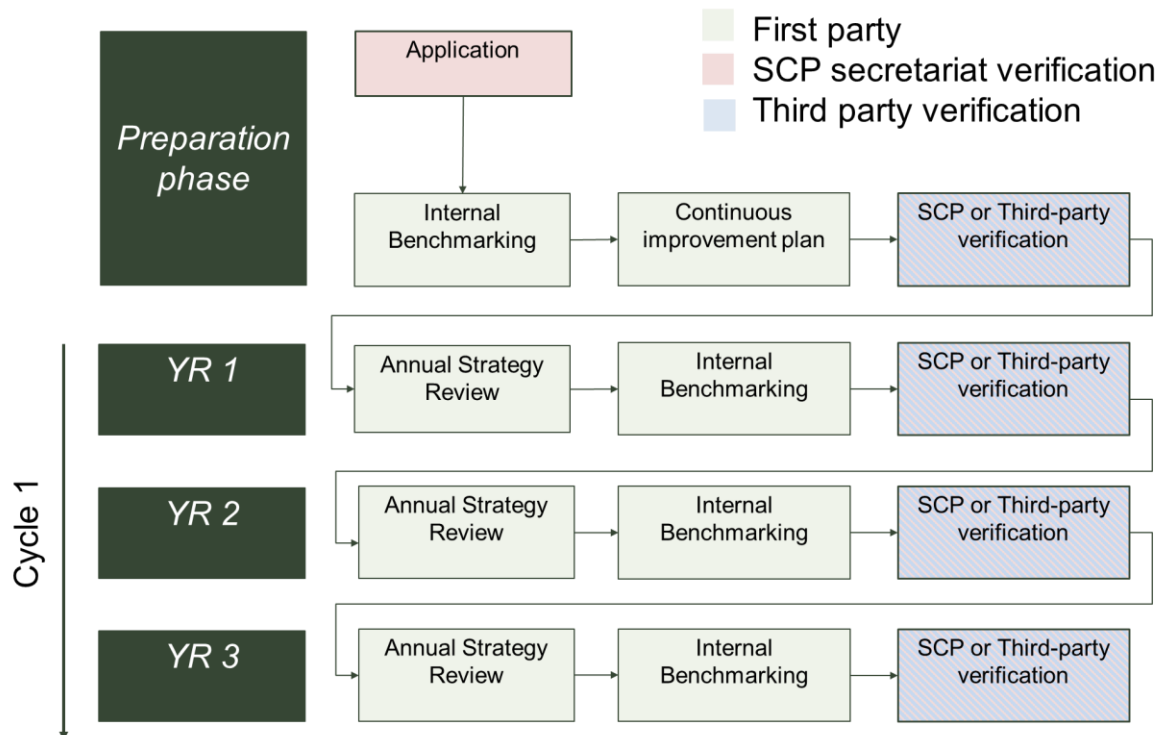 Application
First party
SCP secretariat verification
Third party verification
Preparation
phase
Internal
Benchmarking
Continuous
improvement plan
SCP or Third-party
verification
Cycle 1
YR 1
Annual Strategy
Review
Internal
Benchmarking
SCP or Third-party
verification
YR 2
Annual Strategy
Review
Internal
Benchmarking
SCP or Third-party
verification
YR 3
Annual Strategy
Review
Internal
Benchmarking
SCP or Third-party
verification